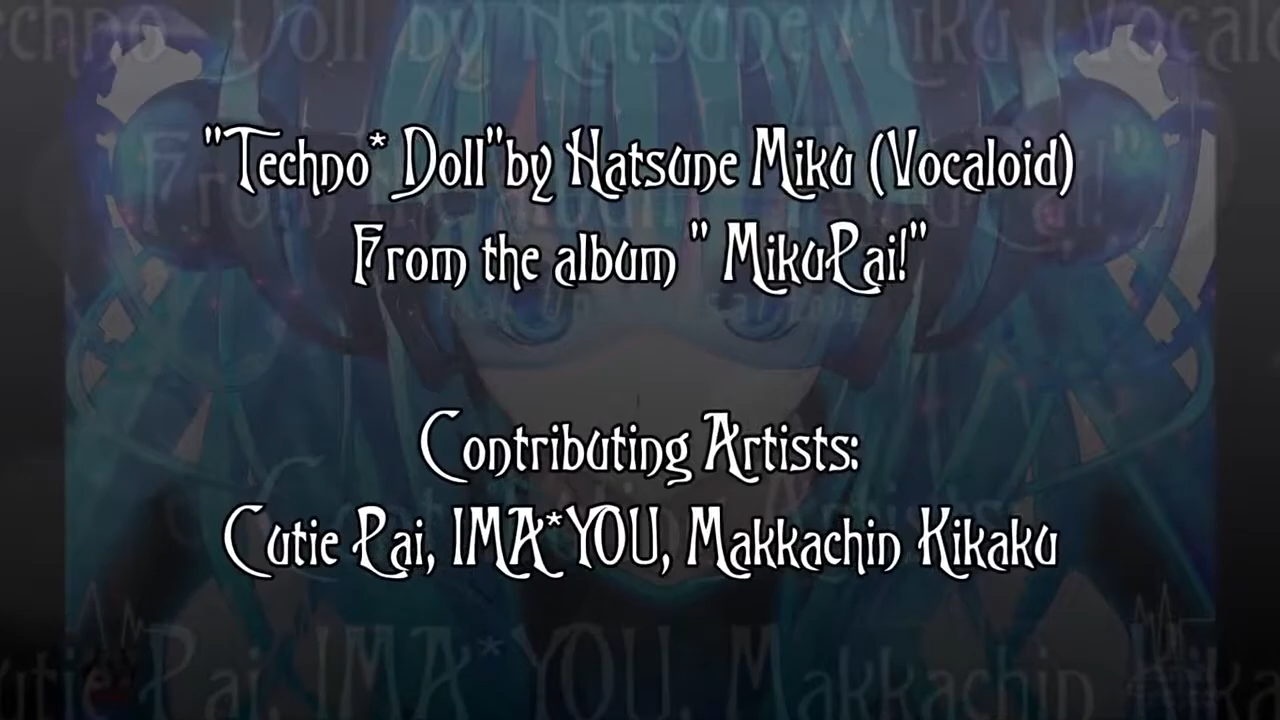 "Techno* Doll"by Hatsune Miku (Vocaloid)
From the album " MikuPai!"
Contributing Artists:
Cutie Pai, IMA*YOU, Makkachin Kikaku